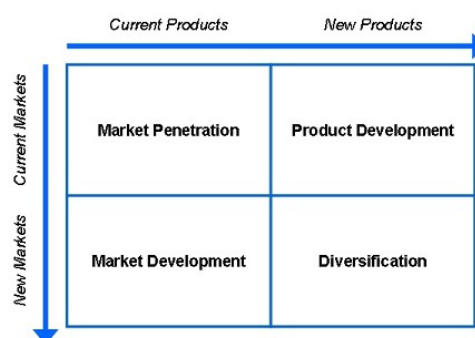 Current Products
New Products
Current Markets
Market Penetration
Product Development
New Markets
Market Development
Diversification